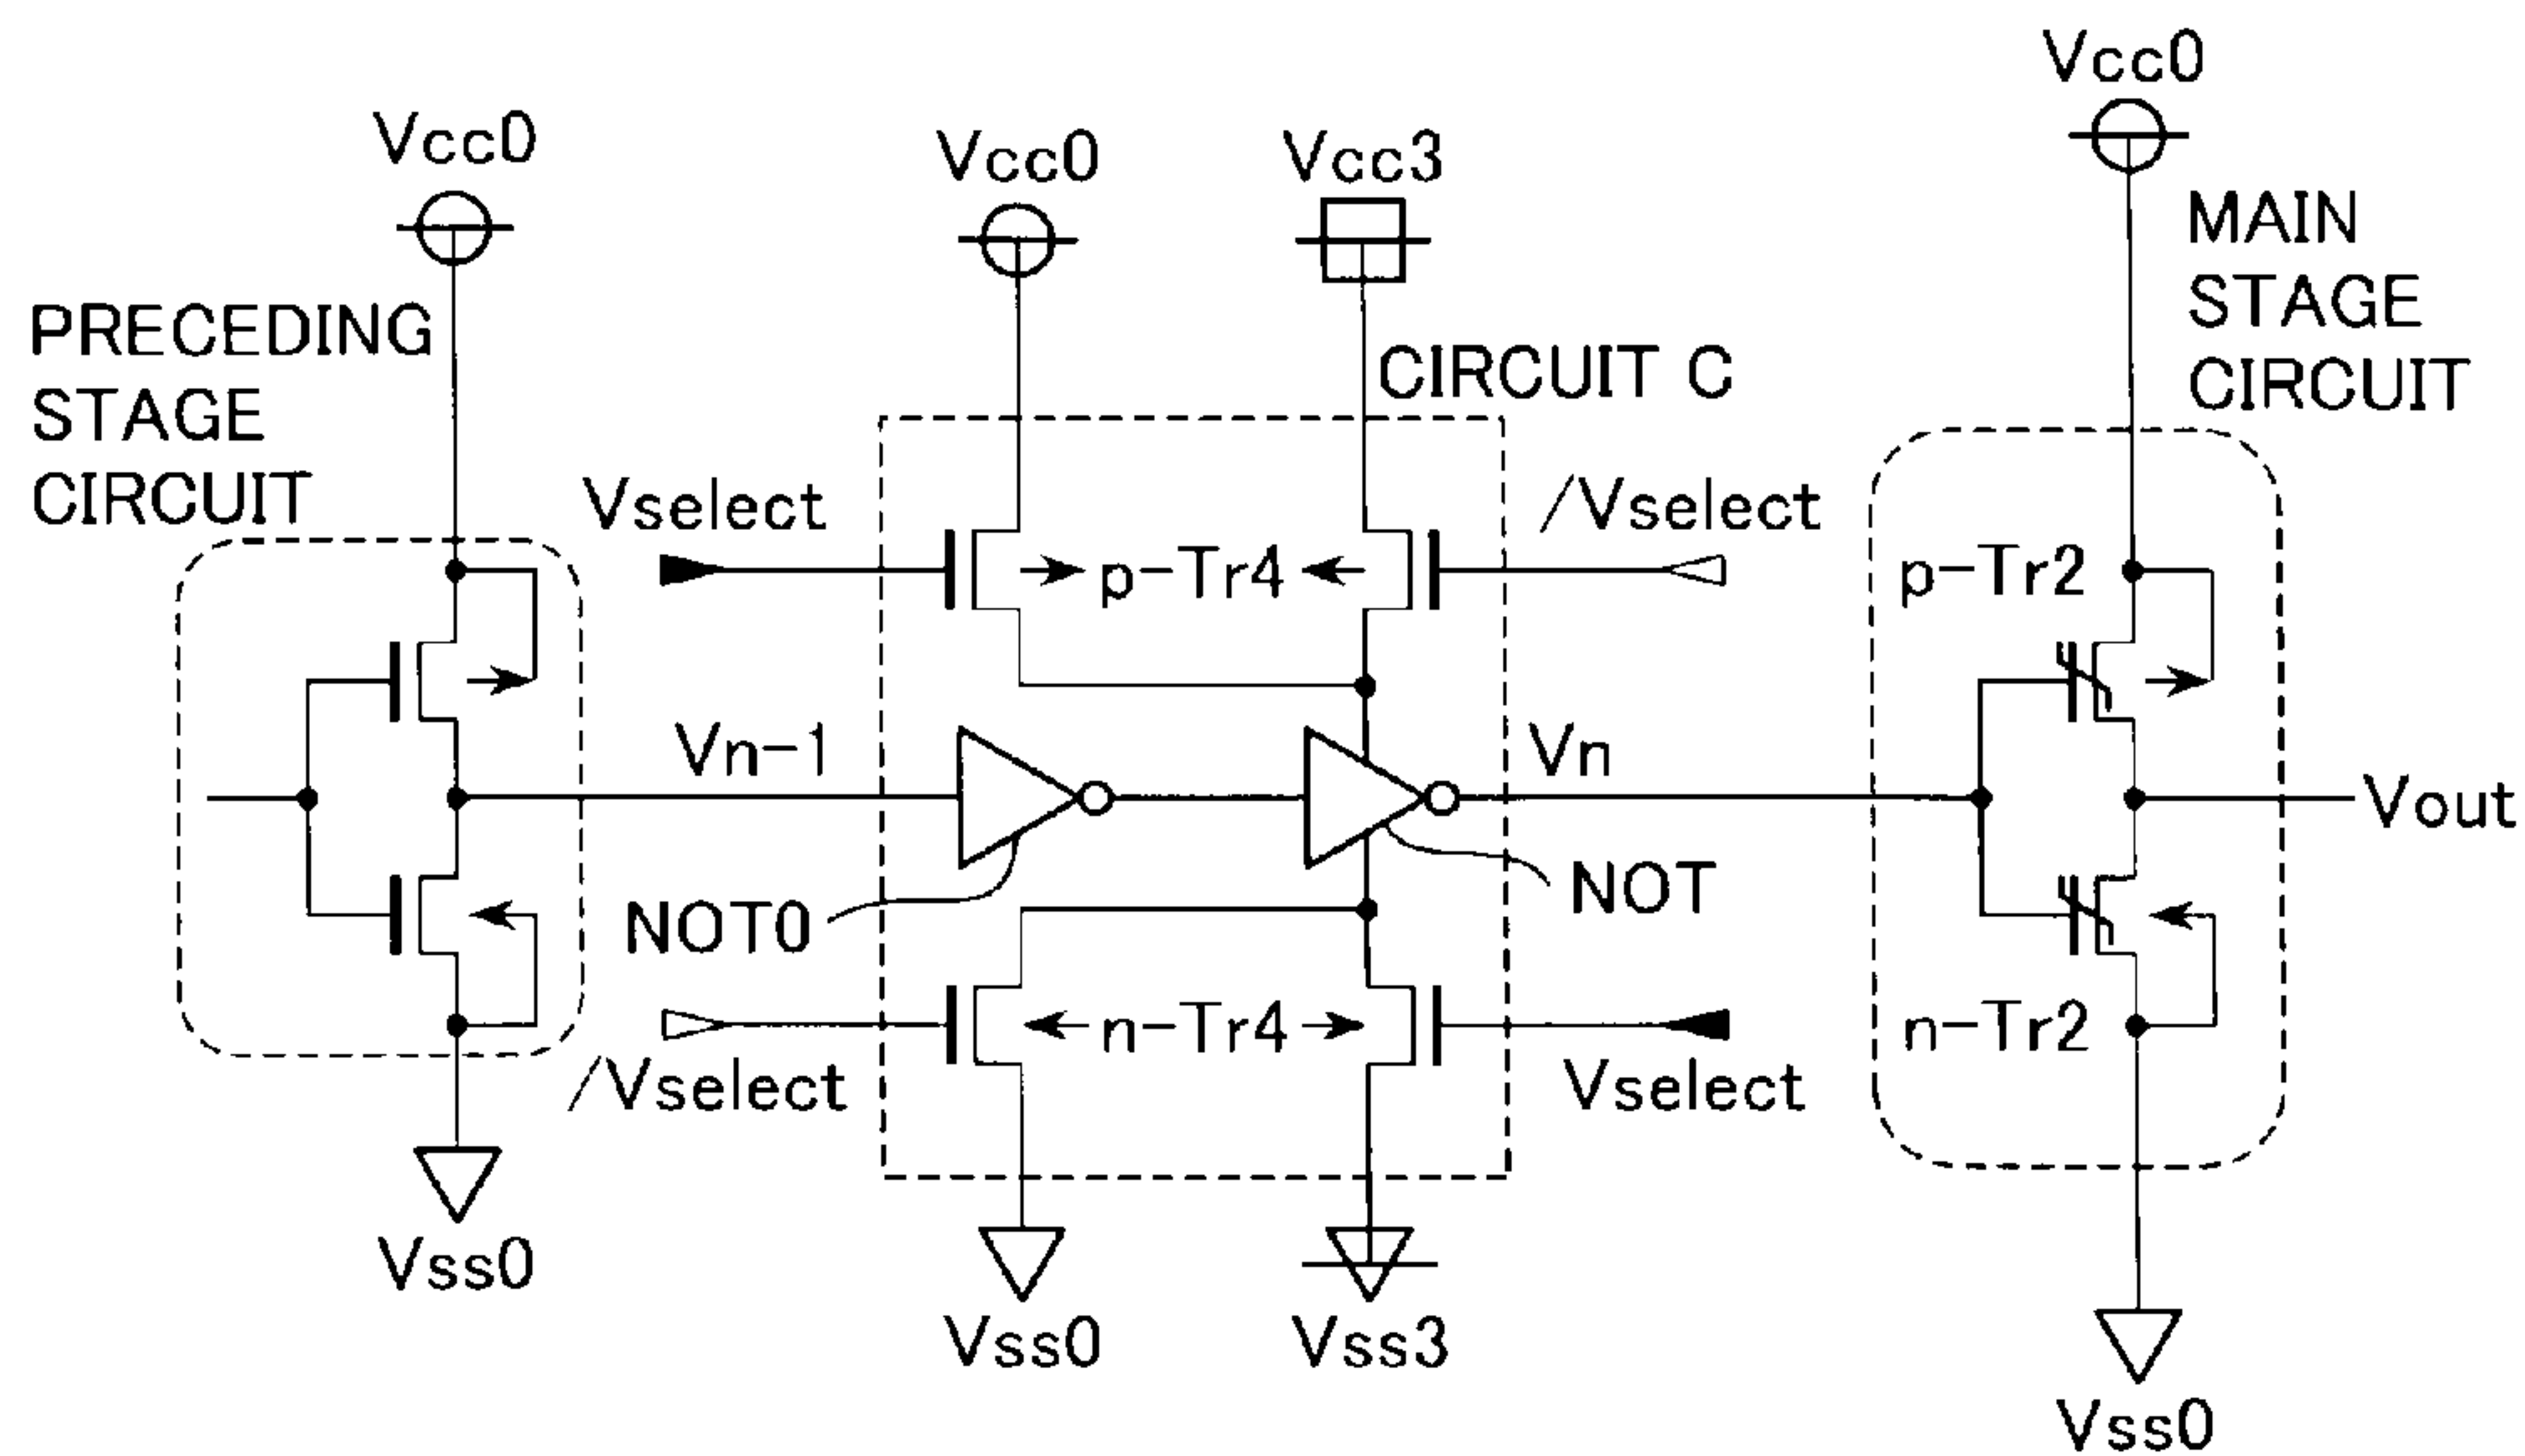 Vcc0
Vcc0
Vcc0
Vcc3
MAIN
STAGE
CIRCUIT
PRECEDING
STAGE
CIRCUIT
CIRCUIT C
Vselect
/Vselect
p-Tr4
p-Tr2
Vn-1
Vn
Vout
NOT0
NOT
n-Tr4
n-Tr2
/Vselect
Vselect
Vss0
Vss0
Vss3
Vss0